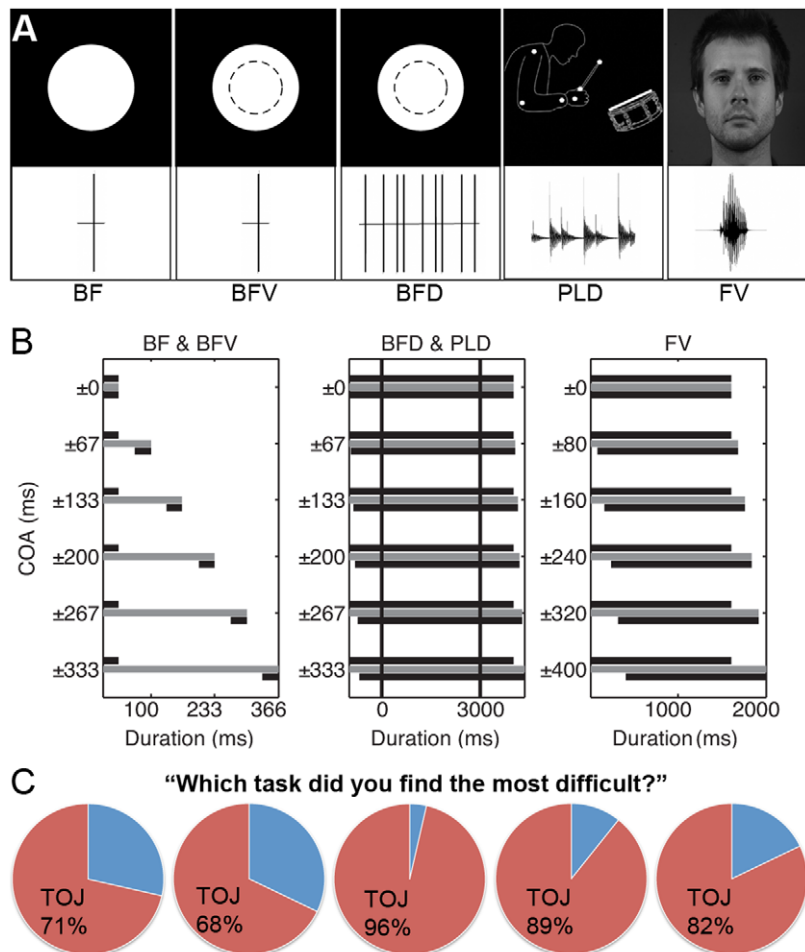 A
BF
BFV
BFD
PLD
FV
B
BF & BFV
BFD & PLD
FV
COA (ms)
±0
±67
±133
±200
±267
±333
100
233
366
Duration (ms)
±0
±67
±133
±200
±267
±333
0
3000
Duration (ms)
±0
±80
±160
±240
±320
±400
1000
2000
Duration (ms)
C
“Which task did you find the most difficult?”
TOJ
71%
TOJ
68%
TOJ
96%
TOJ
89%
TOJ
82%